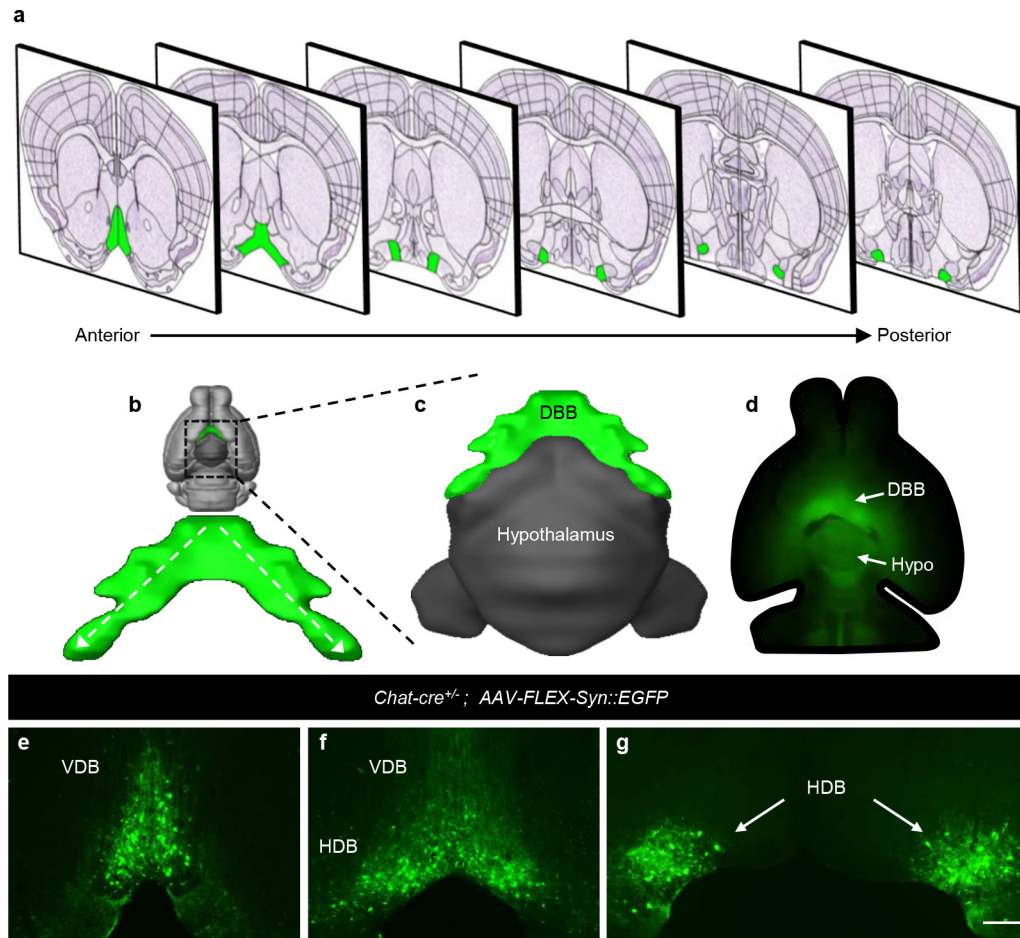 a
Anterior
Posterior
b
c
d
DBB
Hypothalamus
DBB
Hypo
Chat-cre+/- ; AAV-FLEX-Syn::EGFP
e
VDB
f
VDB
HDB
g
HDB